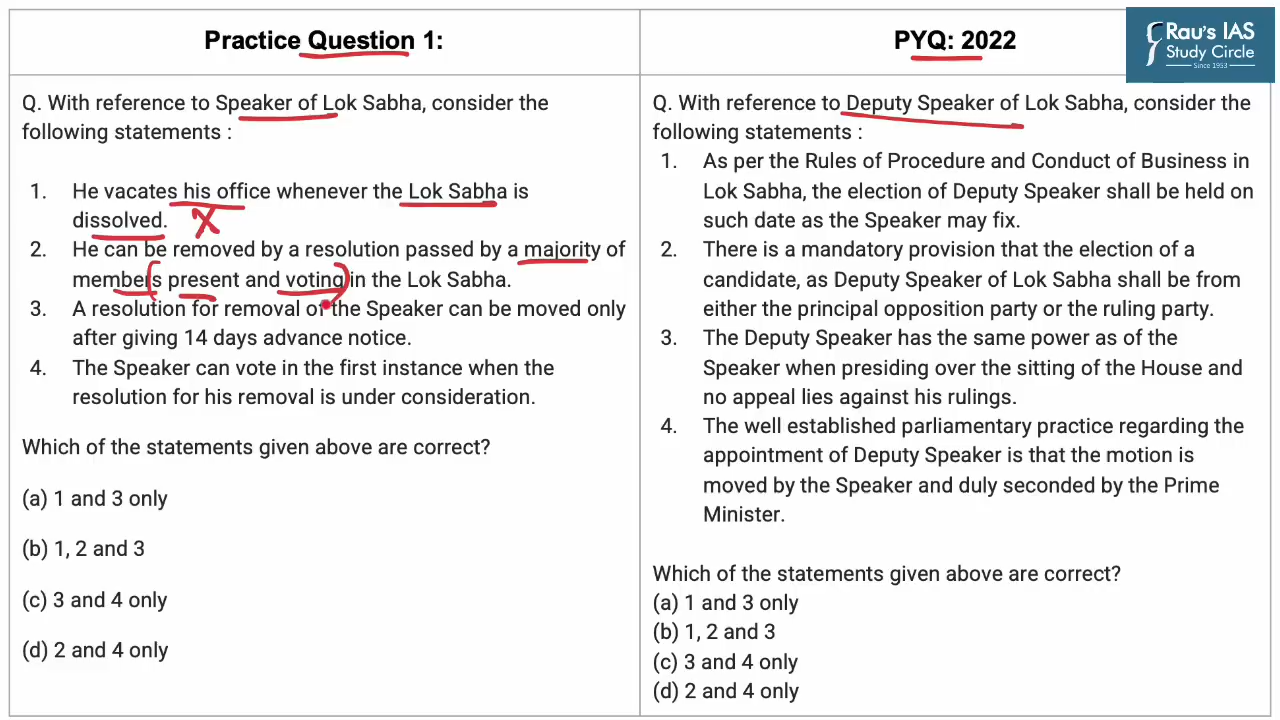 Practice Question 1:
Q. With reference to Speaker of Lok Sabha, consider the
following statements :
1. He vacates his office whenever the Lok Sabha is
dissolved.
2. He can be removed by a resolution passed by a majority of
members present and voting in the Lok Sabha.
3. A resolution for removal of the Speaker can be moved only
after giving 14 days advance notice.
4. The Speaker can vote in the first instance when the
resolution for his removal is under consideration.
Which of the statements given above are correct?
(a) 1 and 3 only
(b) 1, 2 and 3
(c) 3 and 4 only
(d) 2 and 4 only
PYQ: 2022
Rau's IAS
Study Circle
Since 1953
Q. With reference to Deputy Speaker of Lok Sabha, consider the
following statements :
1. As per the Rules of Procedure and Conduct of Business in
Lok Sabha, the election of Deputy Speaker shall be held on
such date as the Speaker may fix.
2. There is a mandatory provision that the election of a
candidate, as Deputy Speaker of Lok Sabha shall be from
either the principal opposition party or the ruling party.
3. The Deputy Speaker has the same power as of the
Speaker when presiding over the sitting of the House and
no appeal lies against his rulings.
4. The well established parliamentary practice regarding the
appointment of Deputy Speaker is that the motion is
moved by the Speaker and duly seconded by the Prime
Minister.
Which of the statements given above are correct?
(a) 1 and 3 only
(b) 1, 2 and 3
(c) 3 and 4 only
(d) 2 and 4 only